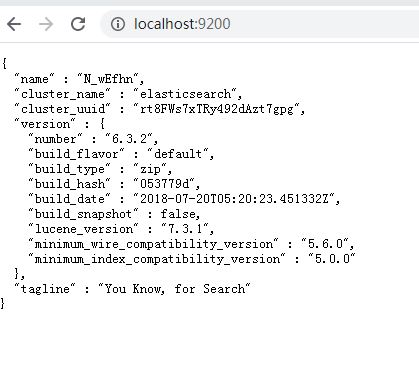 localhost:9200
{
"name" : "N_wEfhn",
"cluster_name" : "elasticsearch",
"cluster_uuid" : "rt8FWs7xTRy492dAzt7gpg",
"version" : {
"number" : "6.3.2",
"build_flavor" : "default",
"build_type" : "zip",
"build_hash" : "053779d",
"build_date" : "2018-07-20T05:20:23.451332Z",
"build_snapshot" : false,
"lucene_version" : "7.3.1",
"minimum_wire_compatibility_version" : "5.6.0",
"minimum_index_compatibility_version" : "5.0.0"
},
"tagline" : "You Know, for Search"
}